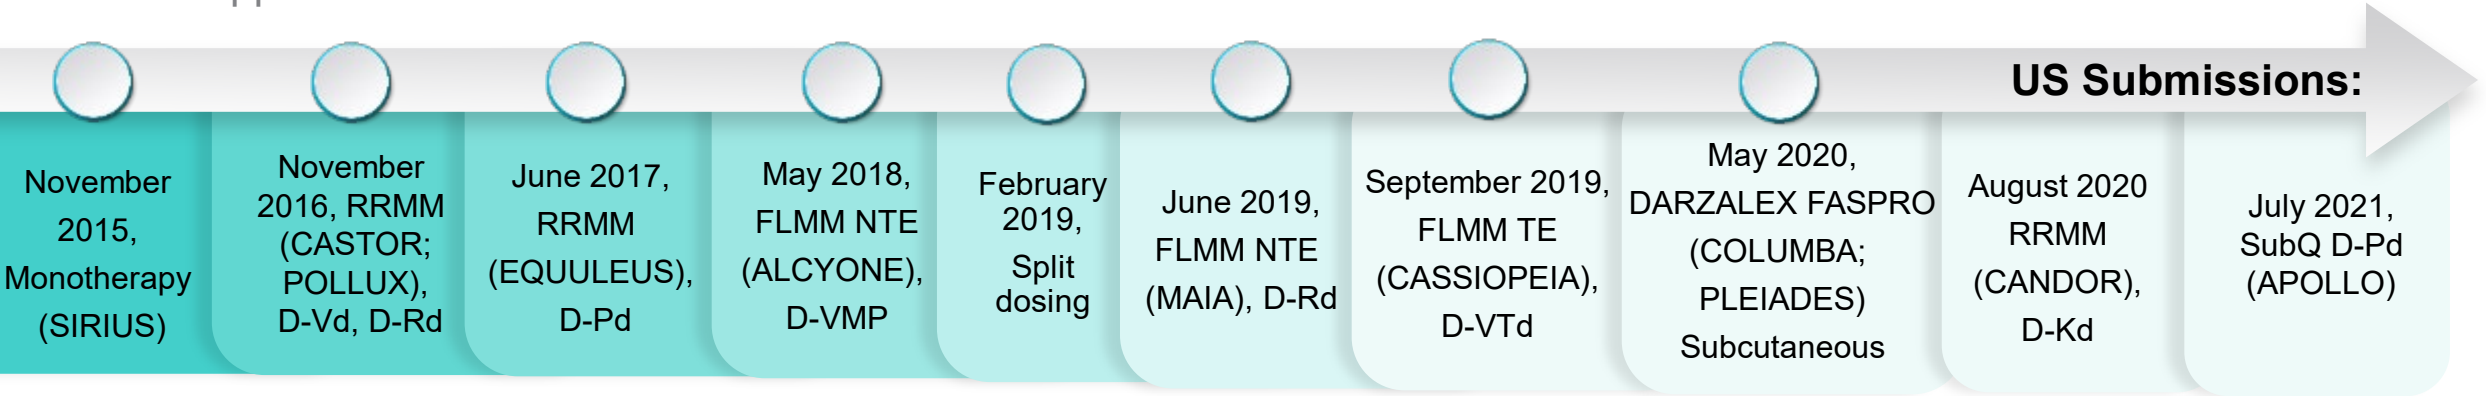 US Submissions:
November
2015,
Monotherapy
(SIRIUS)
November
2016, RRMM
(CASTOR;
POLLUX),
D-Vd, D-Rd
June 2017,
RRMM
(EQUULEUS),
D-Pd
May 2018,
FLMM NTE
(ALCYONE),
D-VMP
February
2019,
Split
dosing
June 2019,
FLMM NTE
(MAIA), D-Rd
September 2019,
FLMM TE
(CASSIOPEIA),
D-VTd
May 2020,
DARZALEX FASPRO
(COLUMBA;
PLEIADES)
Subcutaneous
August 2020
RRMM
(CANDOR),
D-Kd
July 2021,
SubQ D-Pd
(APOLLO)